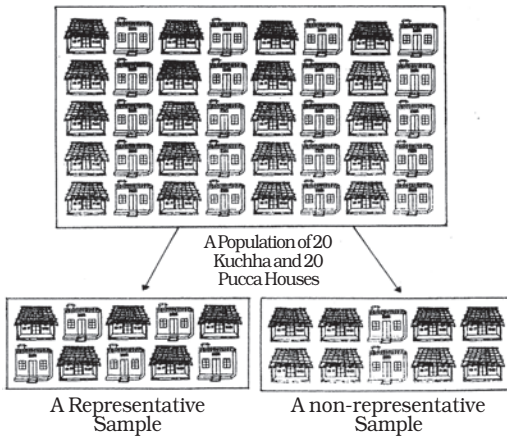 A Population of 20
Kuchha and 20
Pucca Houses
A Representative
Sample
A non-representative
Sample